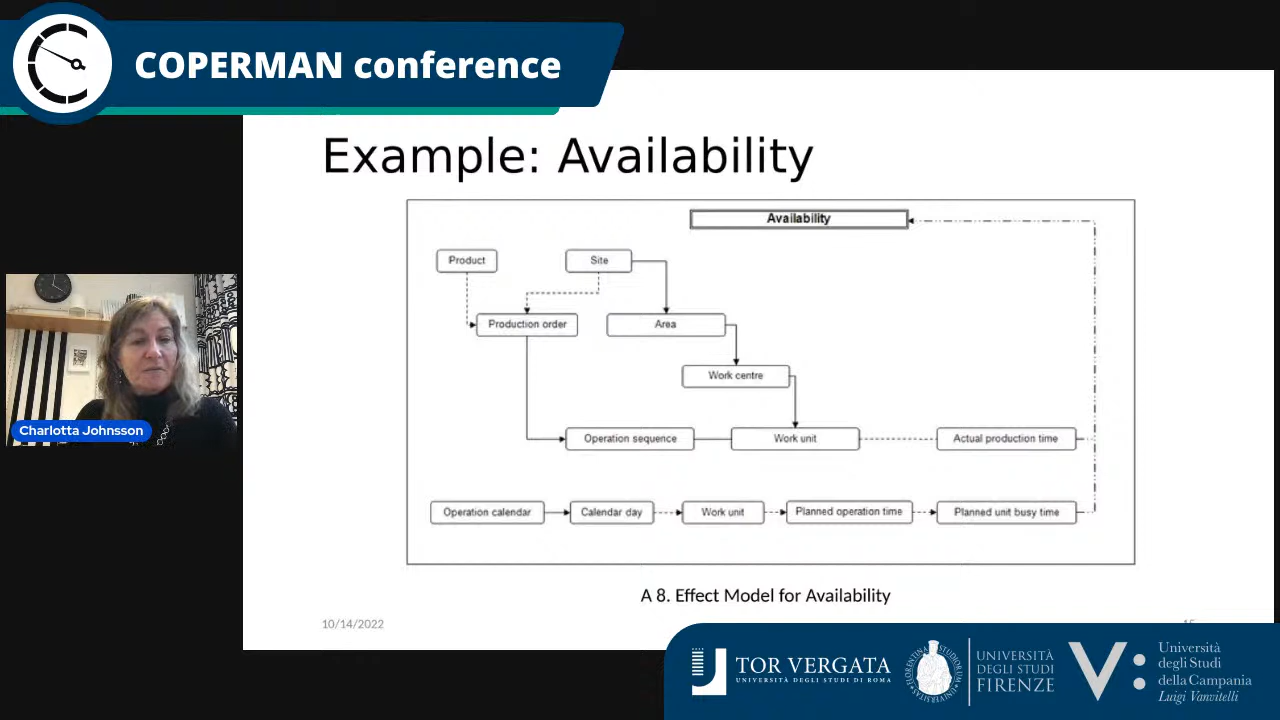 COPERMAN conference
Example: Availability
Availability
Product
Site
Production order
Area
Work centre
Operation sequence
Work unit
Actual production time
Operation calendar
Calendar day
Work unit
Planned operation time
Planned unit busy time
A 8. Effect Model for Availability
10/14/2022
Charlotta Johnsson
TOR VERGATA
UNIVERSITÀ DEGLI STUDI DI ROMA
UNIVERSITÀ
DEGLI STUDI
FIRENZE
V:
Università
degli Studi
della Campania
Luigi Vanvitelli